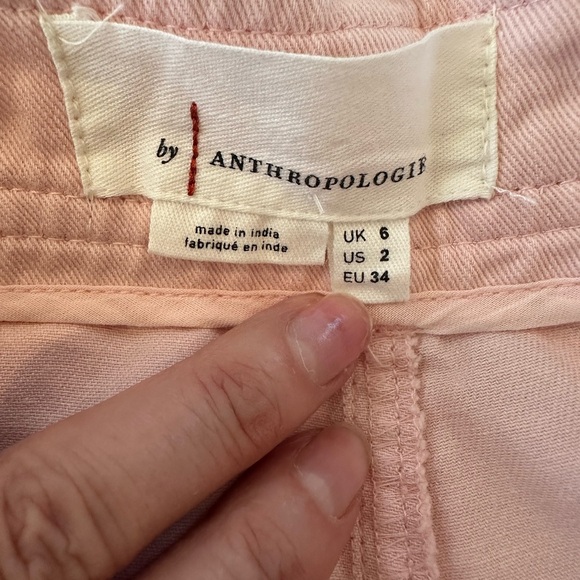 by ANTHROPOLOGIE
made in india
fabriqué en inde
UK 6
US 2
EU 34